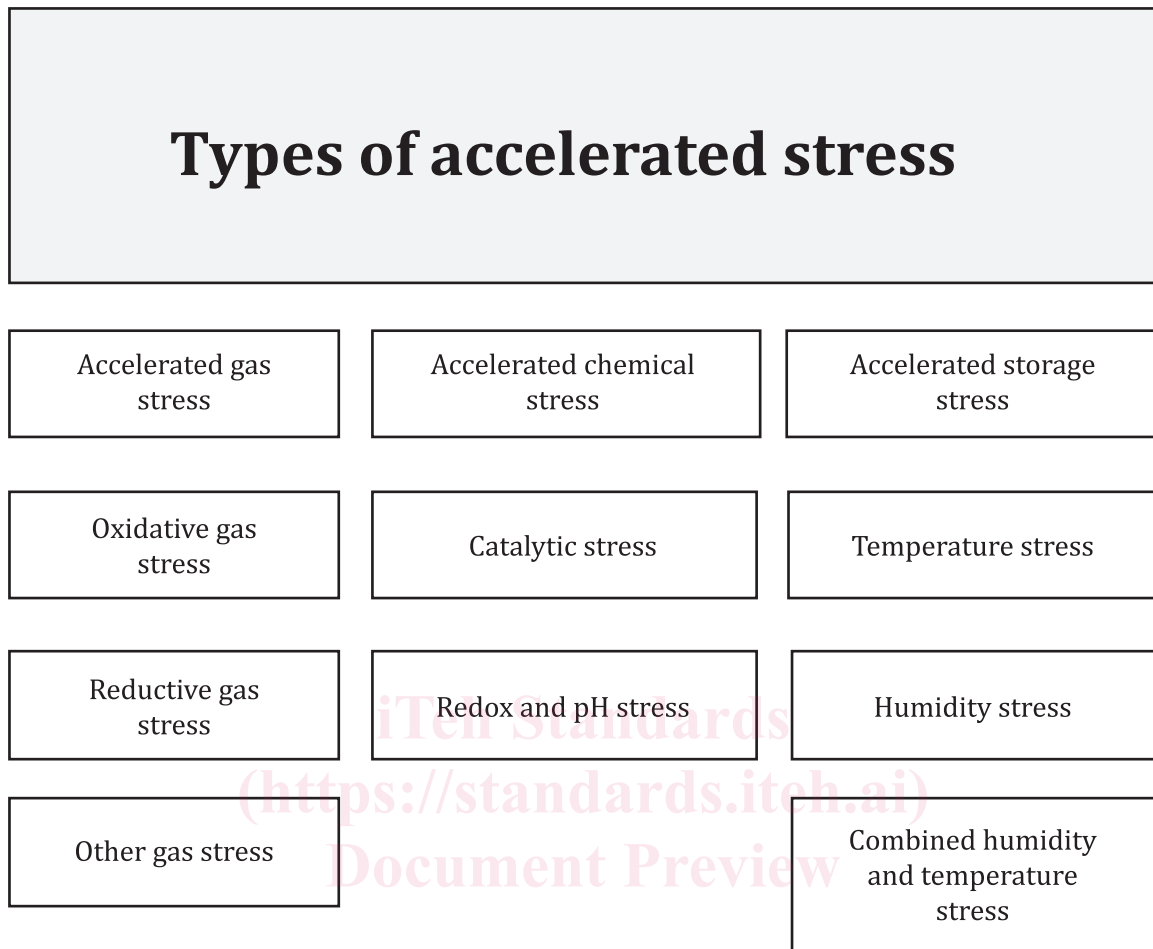 Types of accelerated stress
Accelerated gas
stress
Accelerated chemical
stress
Accelerated storage
stress
Oxidative gas
stress
Catalytic stress
Temperature stress
Reductive gas
stress
Redox and pH stress
Humidity stress
Other gas stress
Combined humidity
and temperature
stress
iTeh Standards
(https://standards.iteh.ai)
Document Preview